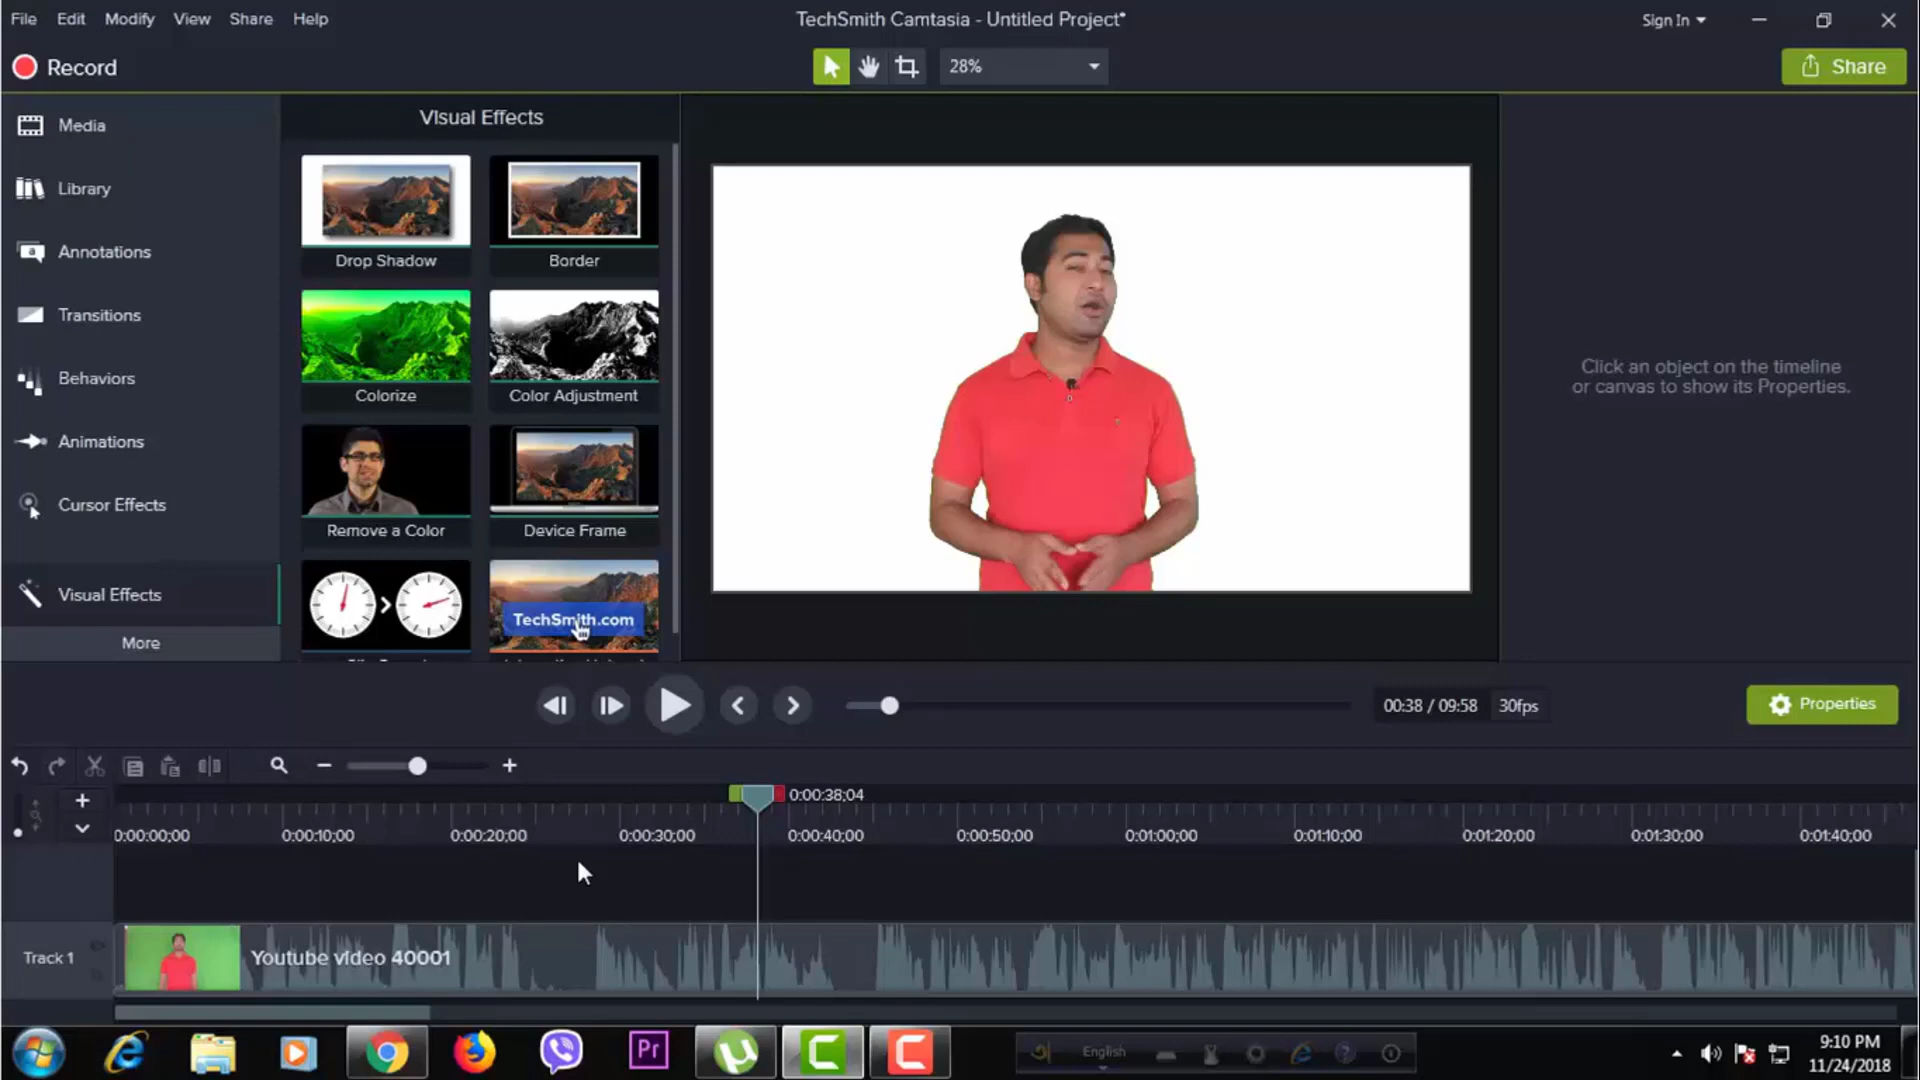 File Edit Modify View Share Help
TechSmith Camtasia - Untitled Project*
Sign In
Record
28%
Share
Media
Library
Annotations
Transitions
Behaviors
Animations
Cursor Effects
Visual Effects
More
Visual Effects
Drop Shadow
Border
Colorize
Color Adjustment
Remove a Color
Device Frame
TechSmith.com
Click an object on the timeline
or canvas to show its Properties.
00:38 / 09:58 30fps
Properties
0:00:38;04
0:00:00;00 0:00:10;00 0:00:20;00 0:00:30;00 0:00:40;00 0:00:50;00 0:01:00;00 0:01:10;00 0:01:20;00 0:01:30;00 0:01:40;00
Track 1
Youtube video 40001
Pr
English
9:10 PM
11/24/2018